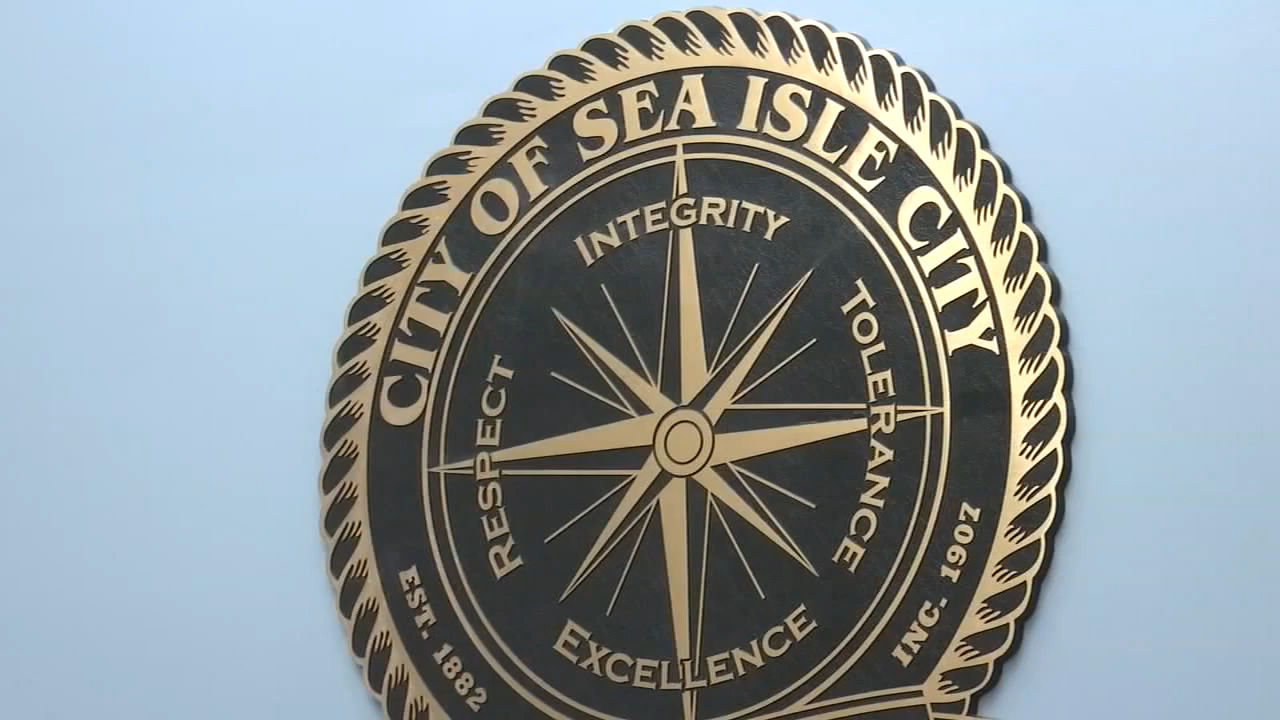 CITY OF SEA ISLE CITY
INTEGRITY
TOLERANCE
RESPECT
EXCELLENCE
EST. 1882
INC. 1907